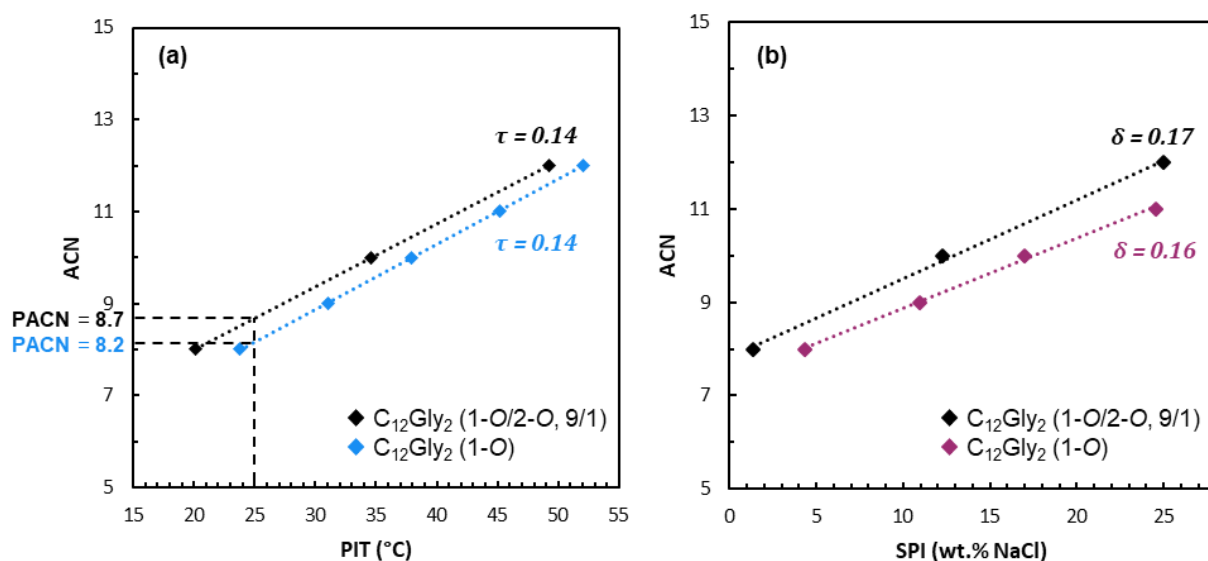 (a)
15
13
11
9
7
5
ACN
τ = 0.14
τ = 0.14
PACN = 8.7
PACN = 8.2
C₁₂Gly₂ (1-O/2-O, 9/1)
C₁₂Gly₂ (1-O)
15 20 25 30 35 40 45 50 55
PIT (°C)
(b)
15
13
11
9
7
5
ACN
δ = 0.17
δ = 0.16
C₁₂Gly₂ (1-O/2-O, 9/1)
C₁₂Gly₂ (1-O)
0 5 10 15 20 25
SPI (wt.% NaCl)